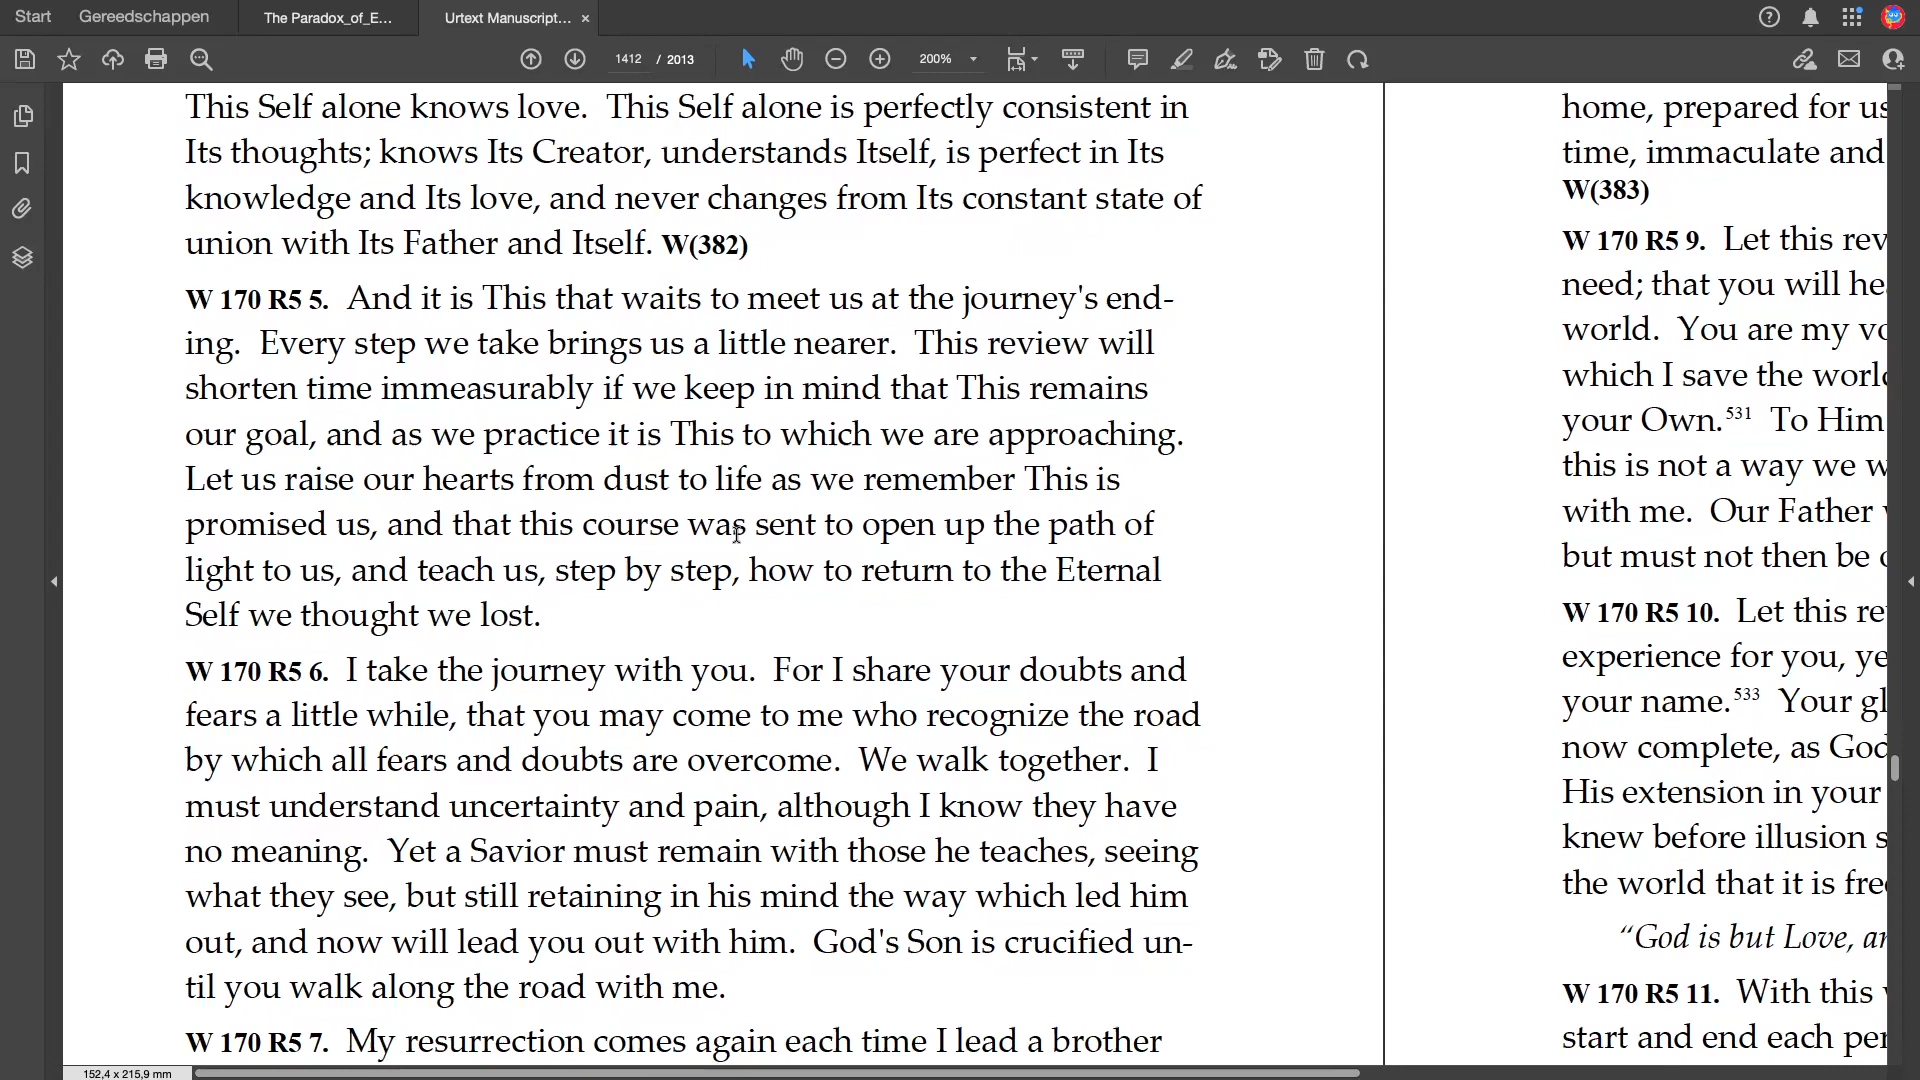 Start Gereedschappen The Paradox_of_E... Urtext Manuscript... ×
1412 / 2013 200%
This Self alone knows love. This Self alone is perfectly consistent in
Its thoughts; knows Its Creator, understands Itself, is perfect in Its
knowledge and Its love, and never changes from Its constant state of
union with Its Father and Itself. W(382)
W 170 R5 5. And it is This that waits to meet us at the journey's end-
ing. Every step we take brings us a little nearer. This review will
shorten time immeasurably if we keep in mind that This remains
our goal, and as we practice it is This to which we are approaching.
Let us raise our hearts from dust to life as we remember This is
promised us, and that this course was sent to open up the path of
light to us, and teach us, step by step, how to return to the Eternal
Self we thought we lost.
W 170 R5 6. I take the journey with you. For I share your doubts and
fears a little while, that you may come to me who recognize the road
by which all fears and doubts are overcome. We walk together. I
must understand uncertainty and pain, although I know they have
no meaning. Yet a Savior must remain with those he teaches, seeing
what they see, but still retaining in his mind the way which led him
out, and now will lead you out with him. God's Son is crucified un-
til you walk along the road with me.
W 170 R5 7. My resurrection comes again each time I lead a brother
home, prepared for us
time, immaculate and
W(383)
W 170 R5 9. Let this rev
need; that you will hea
world. You are my vo
which I save the world
your Own.531 To Him
this is not a way we w
with me. Our Father
but must not then be
W 170 R5 10. Let this re
experience for you, ye
your name.533 Your gl
now complete, as God
His extension in your
knew before illusion s
the world that it is free
“God is but Love, an
W 170 R5 11. With this
start and end each per
152,4 x 215,9 mm